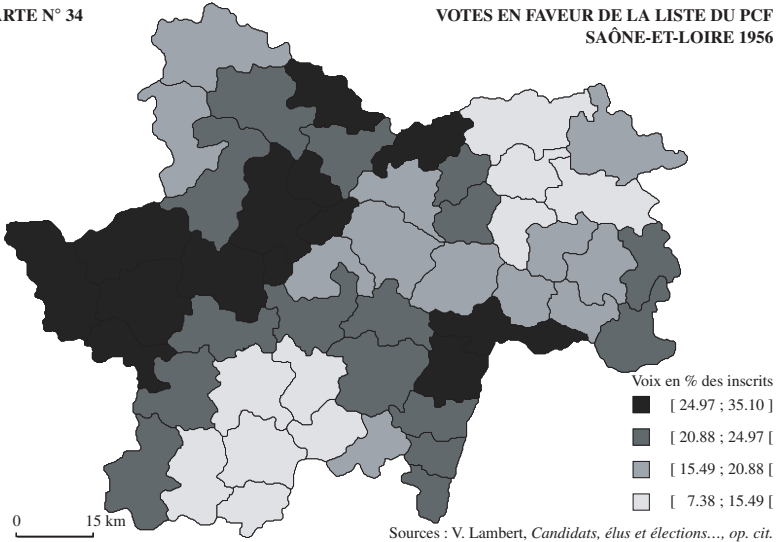 ARTE N° 34
VOTES EN FAVEUR DE LA LISTE DU PCF
SAÔNE-ET-LOIRE 1956
Voix en % des inscrits
[ 24.97 ; 35.10 ]
[ 20.88 ; 24.97 [
[ 15.49 ; 20.88 [
[ 7.38 ; 15.49 [
0 15 km
Sources : V. Lambert, Candidats, élus et élections…, op. cit.